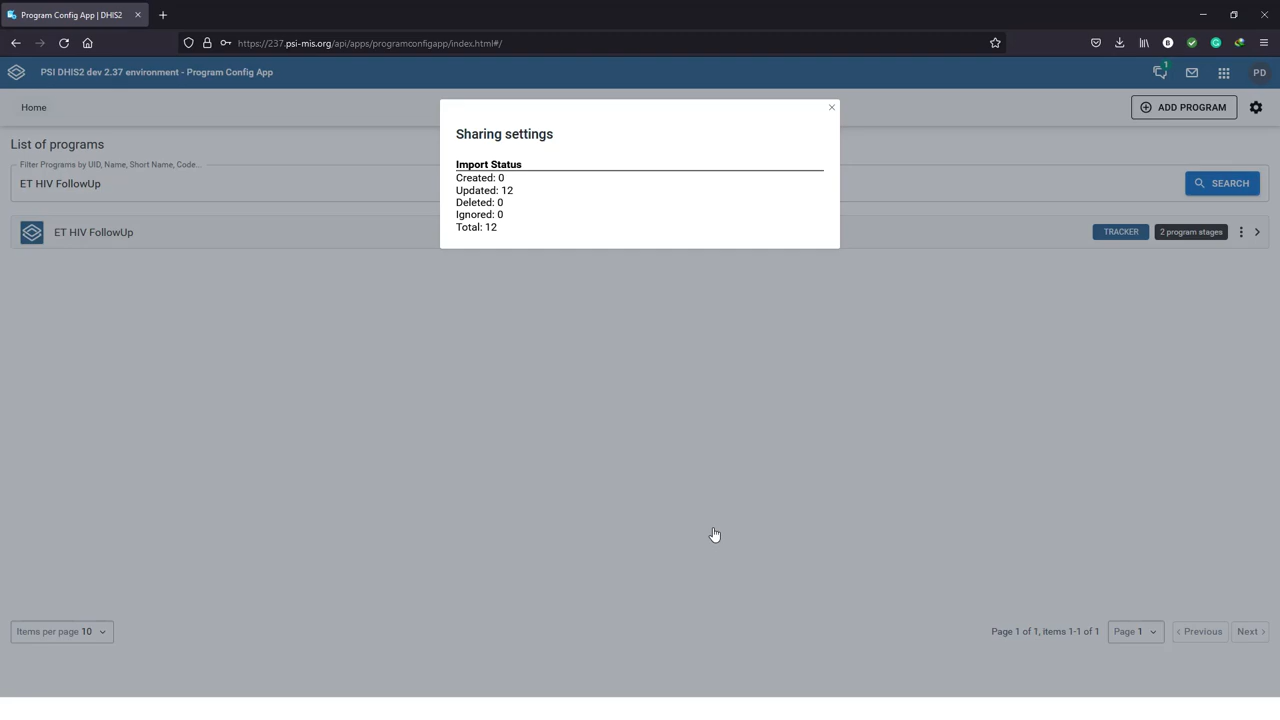 Program Config App | DHIS2
https://237.psi-mis.org/api/apps/programconfigapp/index.html#/
PSI DHIS2 dev 2.37 environment - Program Config App
1
PD
Home
ADD PROGRAM
List of programs
Filter Programs by UID, Name, Short Name, Code...
ET HIV FollowUp
SEARCH
ET HIV FollowUp
TRACKER
2 program stages
Sharing settings
Import Status
Created: 0
Updated: 12
Deleted: 0
Ignored: 0
Total: 12
Items per page 10
Page 1 of 1, items 1-1 of 1
Page 1
Previous
Next